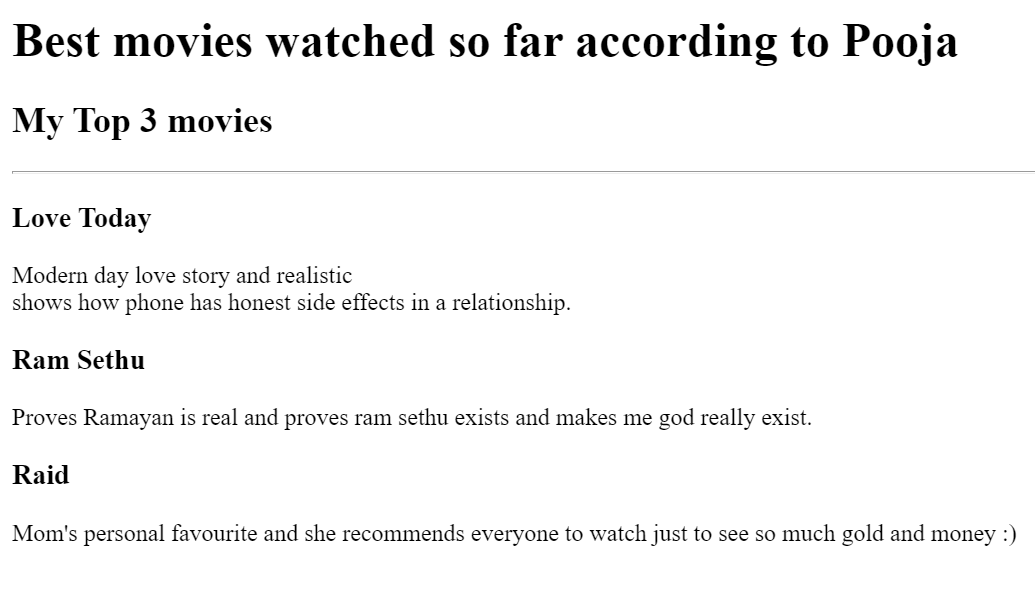 Best movies watched so far according to Pooja
My Top 3 movies
Love Today
Modern day love story and realistic
shows how phone has honest side effects in a relationship.
Ram Sethu
Proves Ramayan is real and proves ram sethu exists and makes me god really exist.
Raid
Mom's personal favourite and she recommends everyone to watch just to see so much gold and money :)